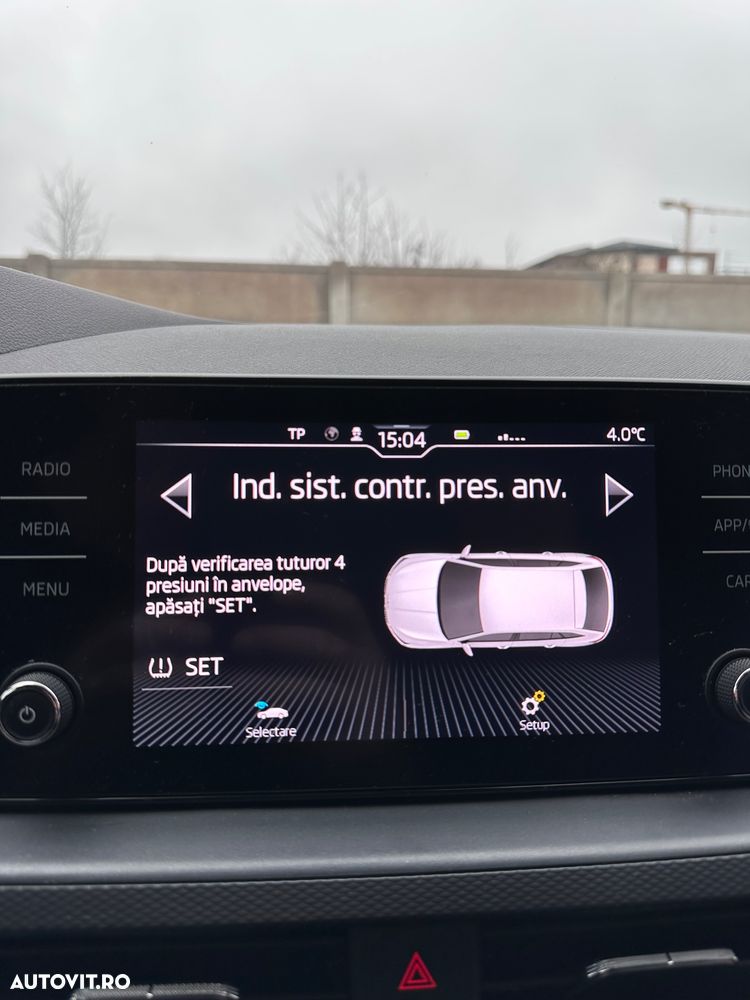 TP 15:04 4.0°C
RADIO
MEDIA
MENU
PHON
APP/
CAR
Ind. sist. contr. pres. anv.
După verificarea tuturor 4
presiuni în anvelope,
apăsați "SET".
SET
Selectare
Setup
AUTOVIT.RO